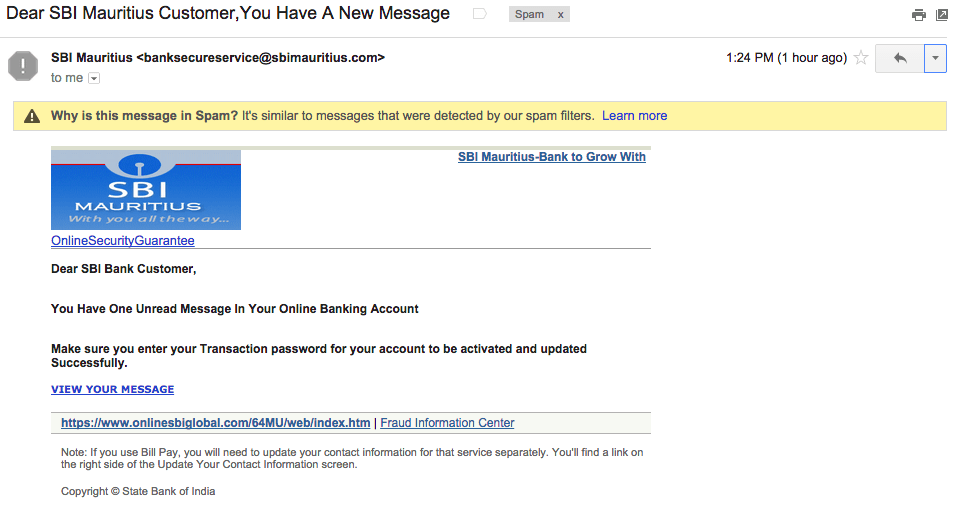 Dear SBI Mauritius Customer,You Have A New Message
Spam x
SBI Mauritius <banksecureservice@sbimauritius.com>
1:24 PM (1 hour ago)
to me
Why is this message in Spam? It's similar to messages that were detected by our spam filters. Learn more
SBI
MAURITIUS
With you all the way...
SBI Mauritius-Bank to Grow With
OnlineSecurityGuarantee
Dear SBI Bank Customer,
You Have One Unread Message In Your Online Banking Account
Make sure you enter your Transaction password for your account to be activated and updated
Successfully.
VIEW YOUR MESSAGE
https://www.onlinesbiglobal.com/64MU/web/index.htm | Fraud Information Center
Note: If you use Bill Pay, you will need to update your contact information for that service separately. You'll find a link on
the right side of the Update Your Contact Information screen.
Copyright © State Bank of India